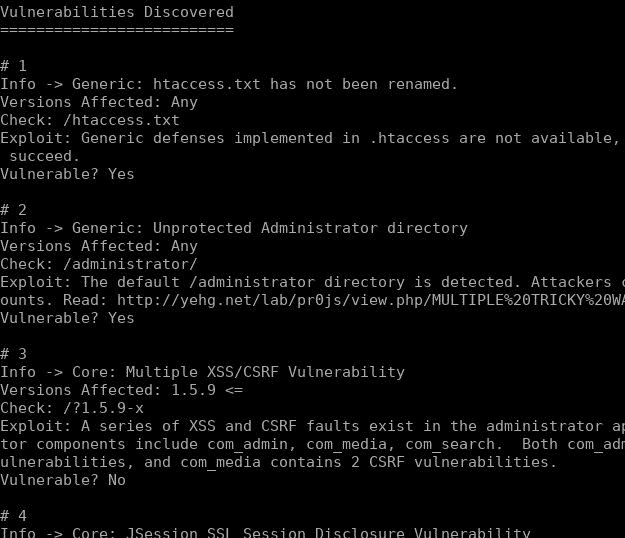 Vulnerabilities Discovered
==========================
# 1
Info -> Generic: htaccess.txt has not been renamed.
Versions Affected: Any
Check: /htaccess.txt
Exploit: Generic defenses implemented in .htaccess are not available,
succeed.
Vulnerable? Yes
# 2
Info -> Generic: Unprotected Administrator directory
Versions Affected: Any
Check: /administrator/
Exploit: The default /administrator directory is detected. Attackers c
ounts. Read: http://yehg.net/lab/pr0js/view.php/MULTIPLE%20TRICKY%20WA
Vulnerable? Yes
# 3
Info -> Core: Multiple XSS/CSRF Vulnerability
Versions Affected: 1.5.9 <=
Check: /?1.5.9-x
Exploit: A series of XSS and CSRF faults exist in the administrator ap
tor components include com_admin, com_media, com_search.  Both com_adm
ulnerabilities, and com_media contains 2 CSRF vulnerabilities.
Vulnerable? No
# 4
Info -> Core: JSession SSL Session Disclosure Vulnerability